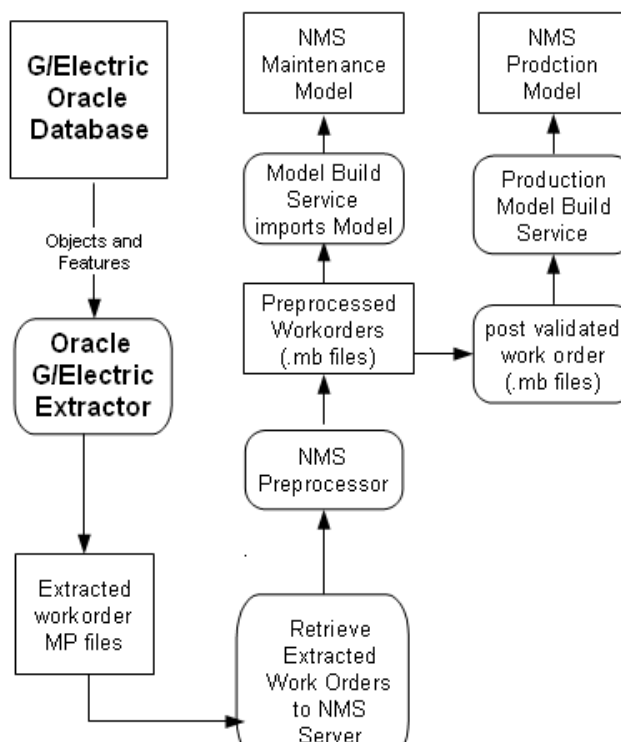 G/Electric
Oracle
Database
Objects and
Features
Oracle
G/Electric
Extractor
Extracted
workorder
MP files
Retrieve
Extracted
Work Orders
to NMS
Server
NMS
Preprocessor
Preprocessed
Workorders
(.mb files)
Model Build
Service
imports Model
NMS
Maintenance
Model
post validated
work order
(.mb files)
Production
Model Build
Service
NMS
Prodction
Model